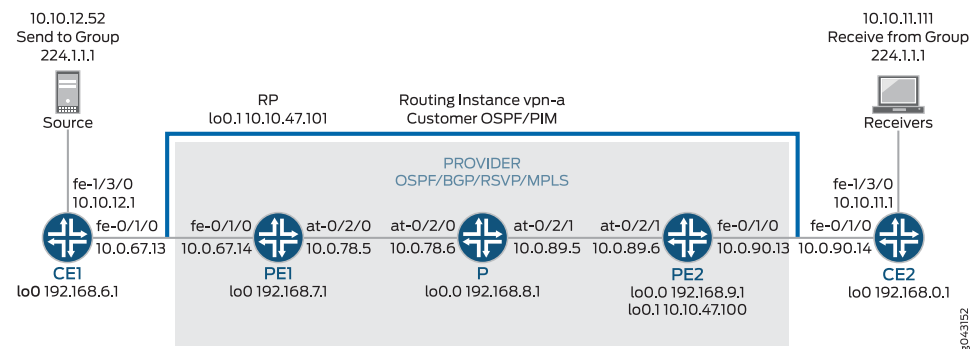 10.10.12.52
Send to Group
224.1.1.1
10.10.11.111
Receive from Group
224.1.1.1
RP
lo0.1 10.10.47.101
Routing Instance vpn-a
Customer OSPF/PIM
Source
Receivers
PROVIDER
OSPF/BGP/RSVP/MPLS
fe-1/3/0
10.10.12.1
fe-1/3/0
10.10.11.1
fe-0/1/0
10.0.67.13
fe-0/1/0
10.0.67.14
at-0/2/0
10.0.78.5
at-0/2/0
10.0.78.6
at-0/2/1
10.0.89.5
at-0/2/1
10.0.89.6
fe-0/1/0
10.0.90.13
fe-0/1/0
10.0.90.14
CE1
lo0 192.168.6.1
PE1
lo0 192.168.7.1
P
lo0.0 192.168.8.1
PE2
lo0.0 192.168.9.1
lo0.1 10.10.47.100
CE2
lo0 192.168.0.1
g043152